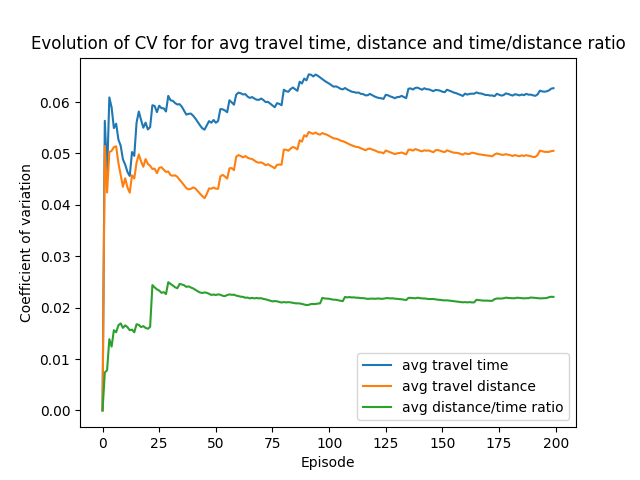 Evolution of CV for for avg travel time, distance and time/distance ratio
Coefficient of variation
0.06
0.05
0.04
0.03
0.02
0.01
0.00
avg travel time
avg travel distance
avg distance/time ratio
0 25 50 75 100 125 150 175 200
Episode